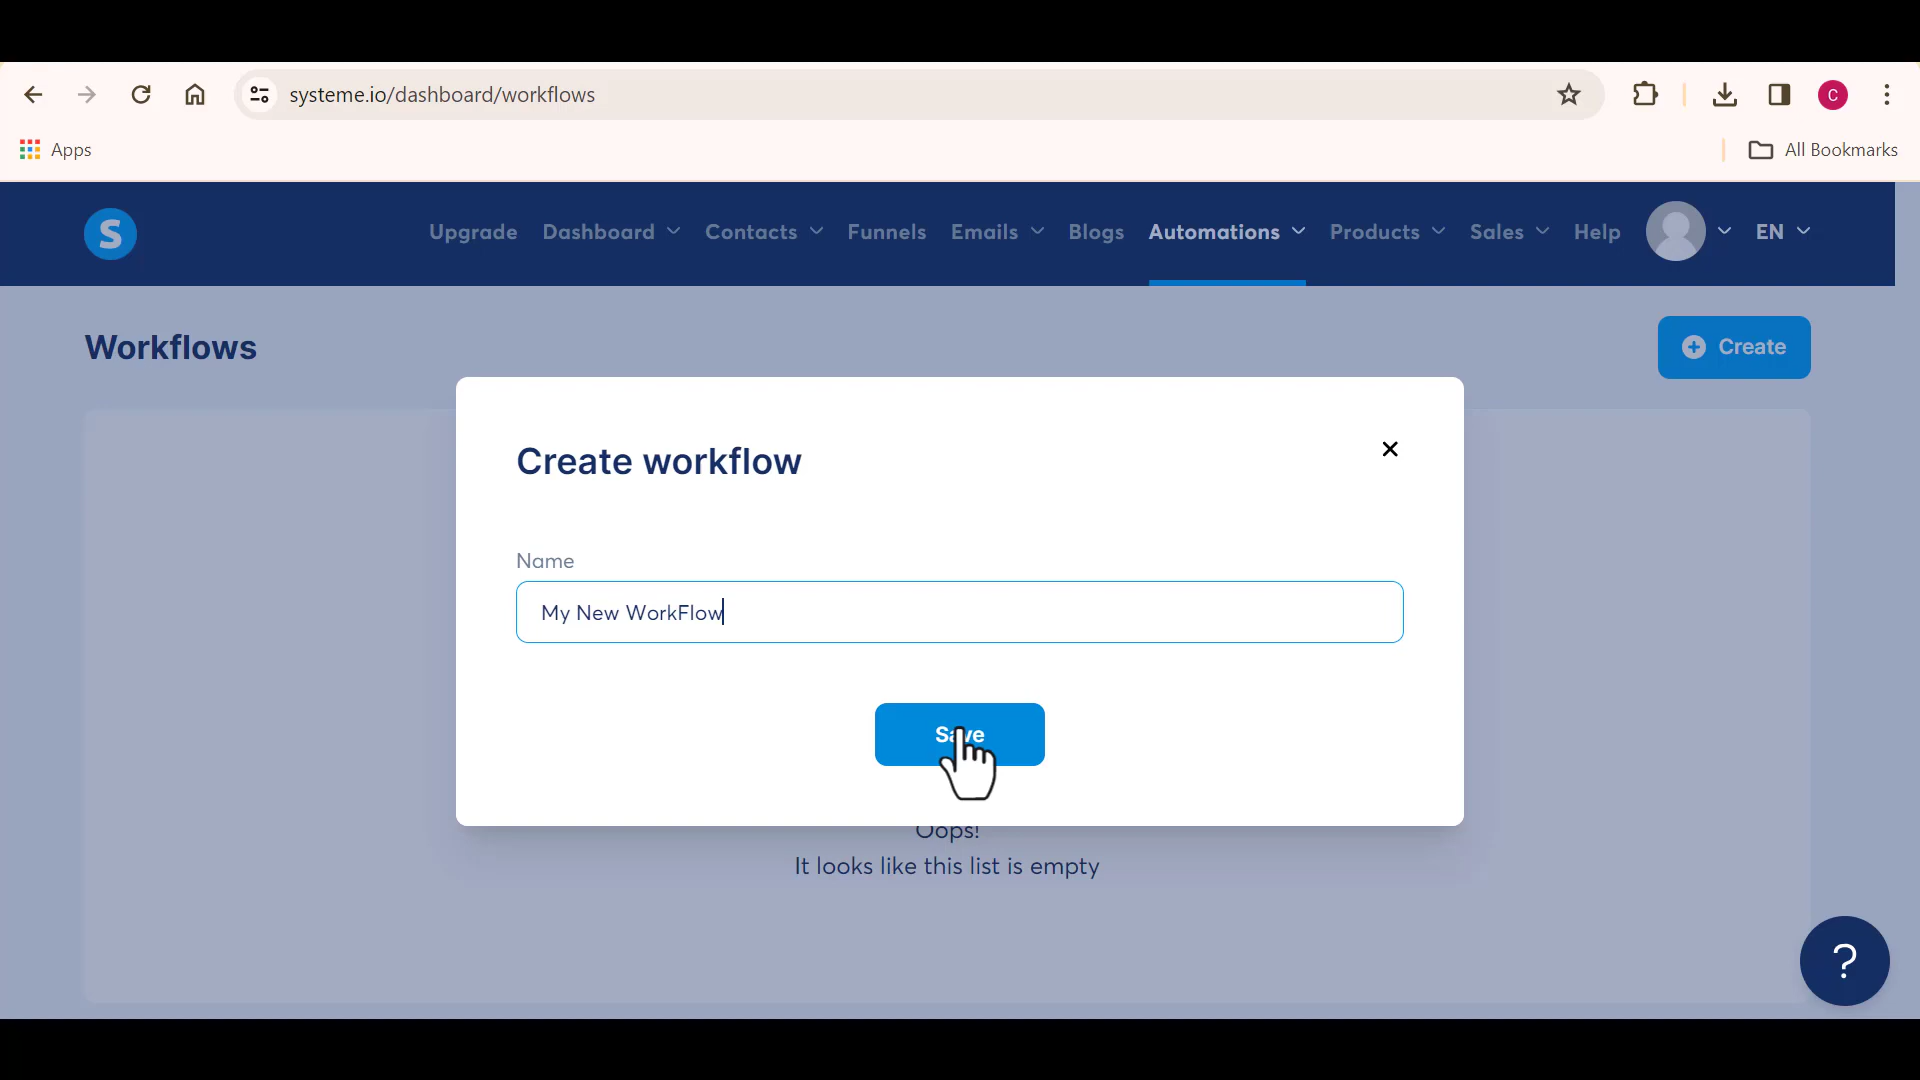 systeme.io/dashboard/workflows
C
Apps
All Bookmarks
S
Upgrade Dashboard Contacts Funnels Emails Blogs Automations Products Sales Help EN
Workflows
Create
Create workflow
Name
My New WorkFlow
Save
Oops!
It looks like this list is empty
?